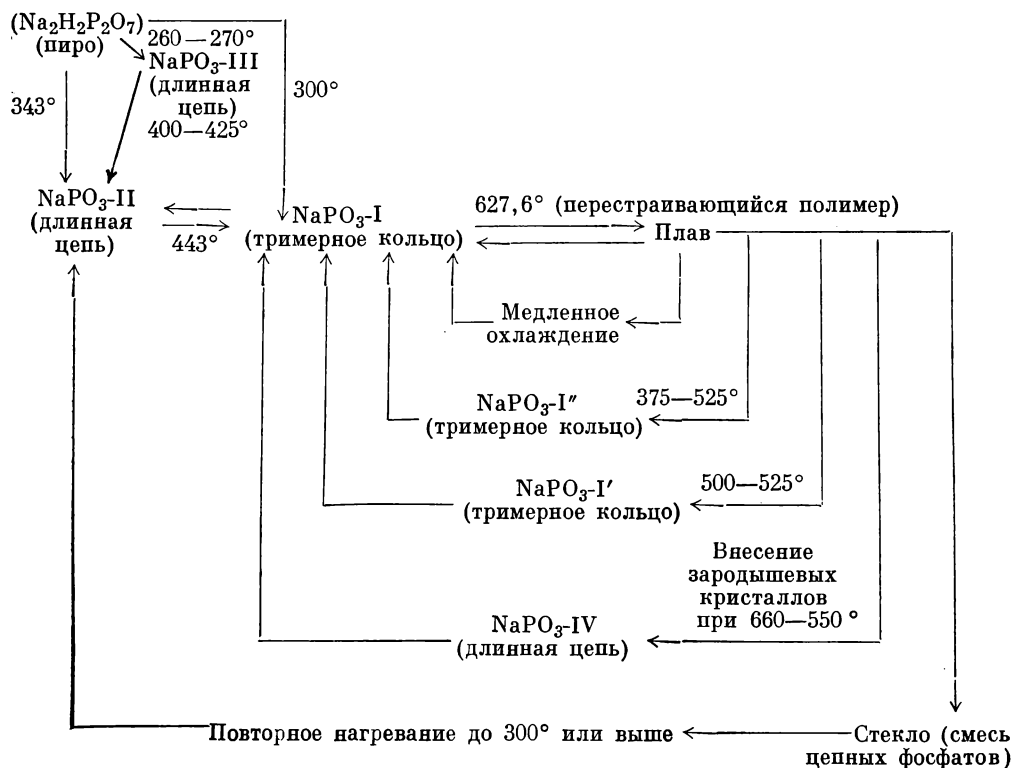 (Na₂H₂P₂O₇)
(пиро)
260—270°
NaPO₃-III
(длинная
цепь)
400—425°
343°
300°
NaPO₃-II
(длинная
цепь)
443°
NaPO₃-I
(тримерное кольцо)
627,6° (перестраивающийся полимер)
Плав
Медленное
охлаждение
375—525°
NaPO₃-I″
(тримерное кольцо)
500—525°
NaPO₃-I′
(тримерное кольцо)
Внесение
зародышевых
кристаллов
при 660—550°
NaPO₃-IV
(длинная цепь)
Повторное нагревание до 300° или выше
Стекло (смесь
цепных фосфатов)